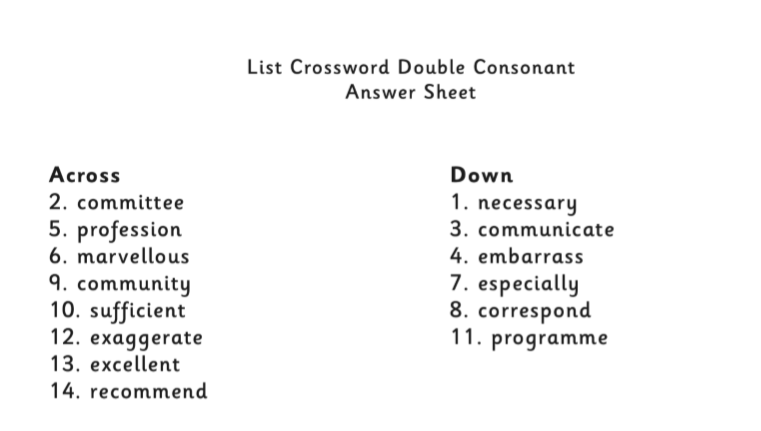 List Crossword Double Consonant
Answer Sheet
Across
2. committee
5. profession
6. marvellous
9. community
10. sufficient
12. exaggerate
13. excellent
14. recommend
Down
1. necessary
3. communicate
4. embarrass
7. especially
8. correspond
11. programme